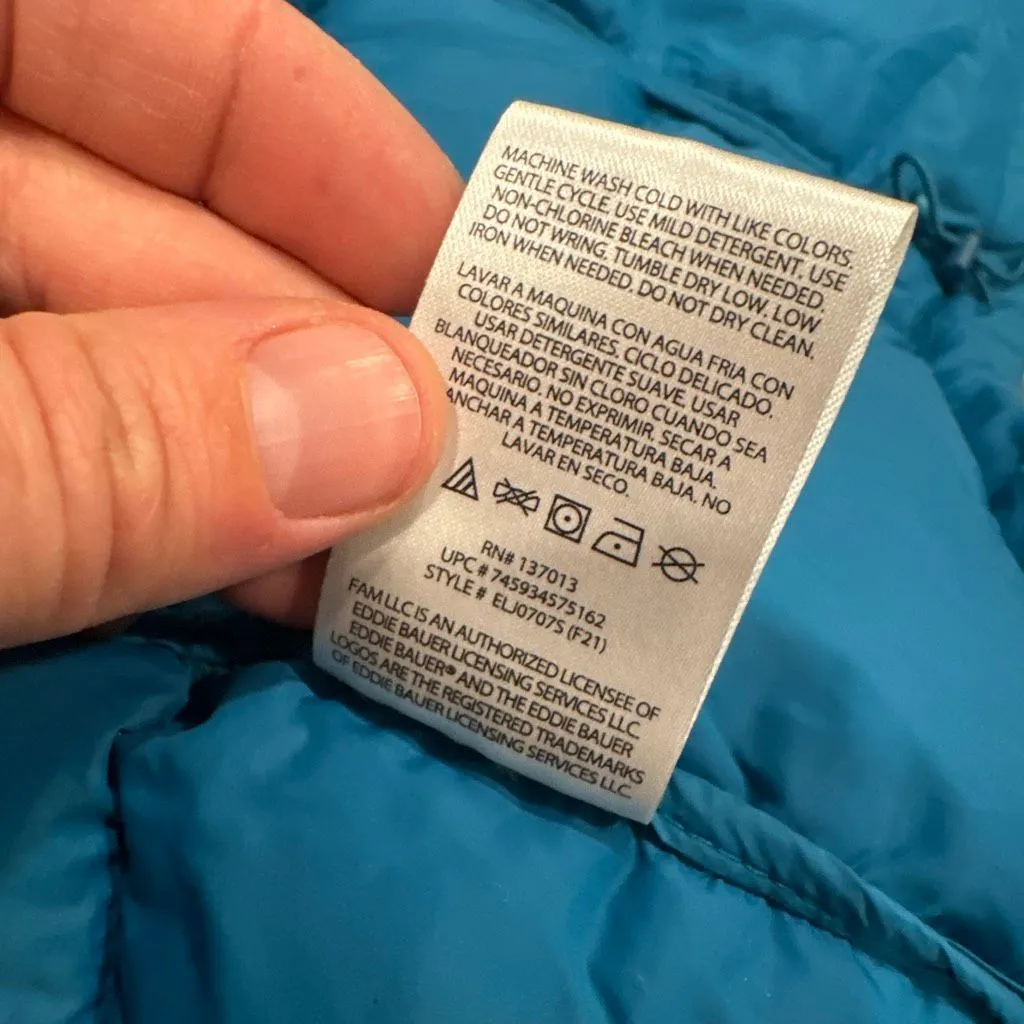 MACHINE WASH COLD WITH LIKE COLORS,
GENTLE CYCLE. USE MILD DETERGENT. USE
NON-CHLORINE BLEACH WHEN NEEDED.
DO NOT WRING. TUMBLE DRY LOW. LOW
IRON WHEN NEEDED. DO NOT DRY CLEAN.
LAVAR A MAQUINA CON AGUA FRIA CON
COLORES SIMILARES, CICLO DELICADO.
USAR DETERGENTE SUAVE. USAR
BLANQUEADOR SIN CLORO CUANDO SEA
NECESARIO. NO EXPRIMIR. SECAR A
MAQUINA A TEMPERATURA BAJA.
ANCHAR A TEMPERATURA BAJA. NO
LAVAR EN SECO.
RN# 137013
UPC# 745934575162
STYLE # ELJ0707S (F21)
FAM LLC IS AN AUTHORIZED LICENSEE OF
EDDIE BAUER LICENSING SERVICES LLC
EDDIE BAUER® AND THE EDDIE BAUER
LOGOS ARE THE REGISTERED TRADEMARKS
OF EDDIE BAUER LICENSING SERVICES LLC.